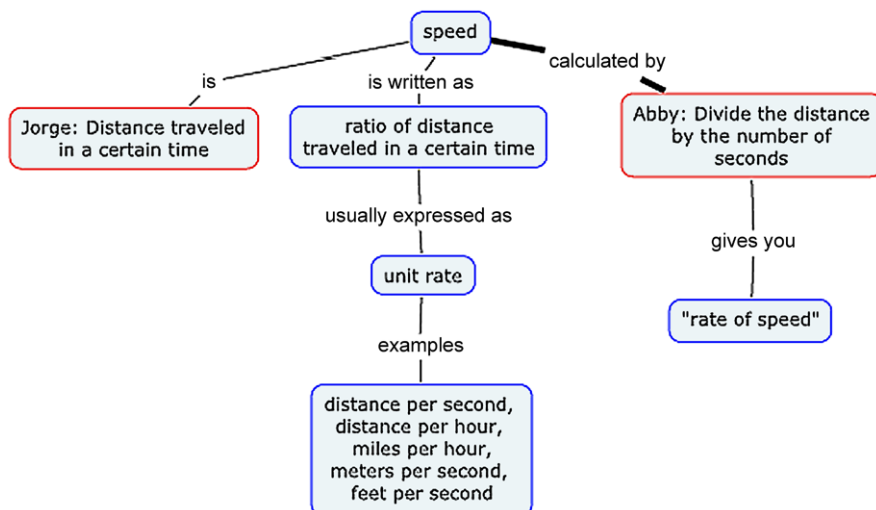 speed
is
is written as
calculated by
Jorge: Distance traveled
in a certain time
ratio of distance
traveled in a certain time
Abby: Divide the distance
by the number of
seconds
usually expressed as
gives you
unit rate
"rate of speed"
examples
distance per second,
distance per hour,
miles per hour,
meters per second,
feet per second